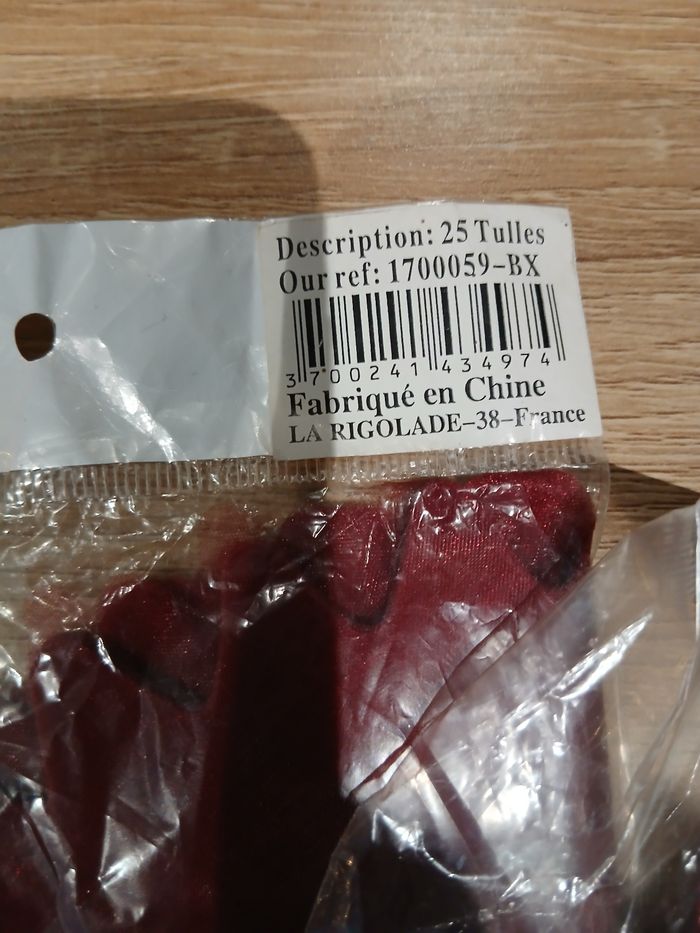 Description: 25 Tulles
Our ref: 1700059-BX
3 700241 434974
Fabriqué en Chine
LA RIGOLADE-38-France